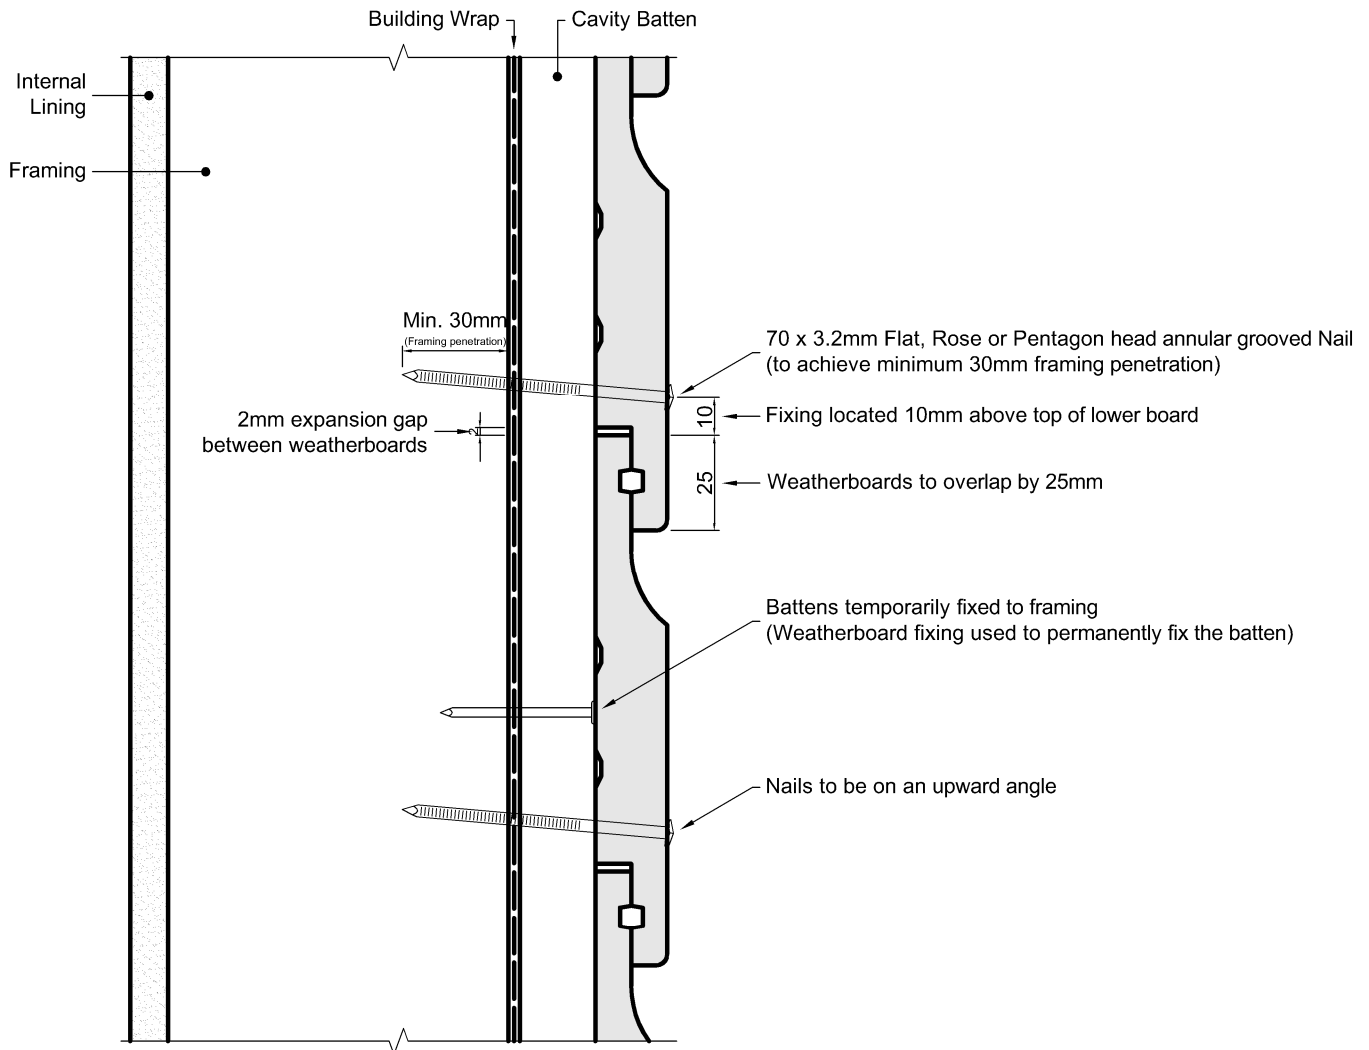 Building Wrap
Cavity Batten
Internal
Lining
Framing
Min. 30mm
(Framing penetration)
70 x 3.2mm Flat, Rose or Pentagon head annular grooved Nail
(to achieve minimum 30mm framing penetration)
10
Fixing located 10mm above top of lower board
2mm expansion gap
between weatherboards
2
25
Weatherboards to overlap by 25mm
Battens temporarily fixed to framing
(Weatherboard fixing used to permanently fix the batten)
Nails to be on an upward angle